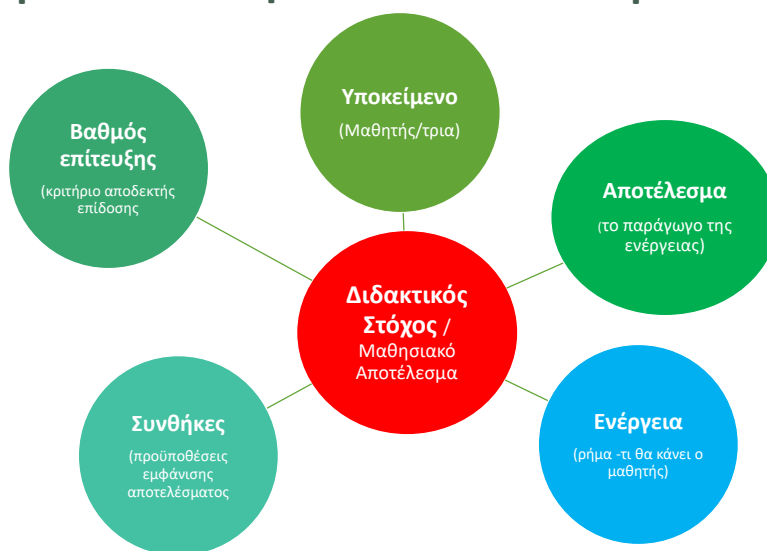 Υποκείμενο
(Μαθητής/τρια)
Βαθμός
επίτευξης
(κριτήριο αποδεκτής
επίδοσης
Αποτέλεσμα
(το παράγωγο της
ενέργειας)
Διδακτικός
Στόχος /
Μαθησιακό
Αποτέλεσμα
Συνθήκες
(προϋποθέσεις
εμφάνισης
αποτελέσματος
Ενέργεια
(ρήμα -τι θα κάνει ο
μαθητής)